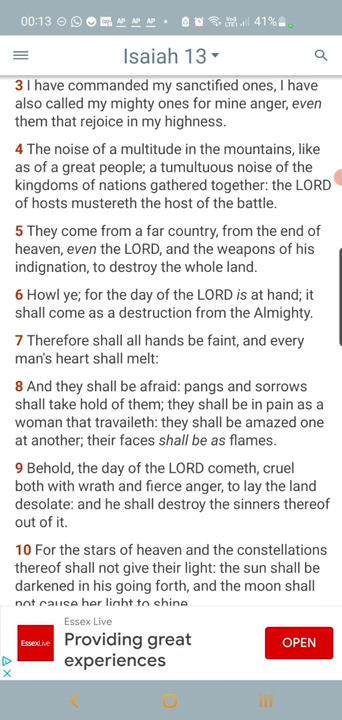 00:13 AP AP AP 41%
Isaiah 13
3 I have commanded my sanctified ones, I have
also called my mighty ones for mine anger, even
them that rejoice in my highness.
4 The noise of a multitude in the mountains, like
as of a great people; a tumultuous noise of the
kingdoms of nations gathered together: the LORD
of hosts mustereth the host of the battle.
5 They come from a far country, from the end of
heaven, even the LORD, and the weapons of his
indignation, to destroy the whole land.
6 Howl ye; for the day of the LORD is at hand; it
shall come as a destruction from the Almighty.
7 Therefore shall all hands be faint, and every
man's heart shall melt:
8 And they shall be afraid: pangs and sorrows
shall take hold of them; they shall be in pain as a
woman that travaileth: they shall be amazed one
at another; their faces shall be as flames.
9 Behold, the day of the LORD cometh, cruel
both with wrath and fierce anger, to lay the land
desolate: and he shall destroy the sinners thereof
out of it.
10 For the stars of heaven and the constellations
thereof shall not give their light: the sun shall be
darkened in his going forth, and the moon shall
not cause her light to shine
Essex Live
EssexLive
Providing great
experiences
OPEN